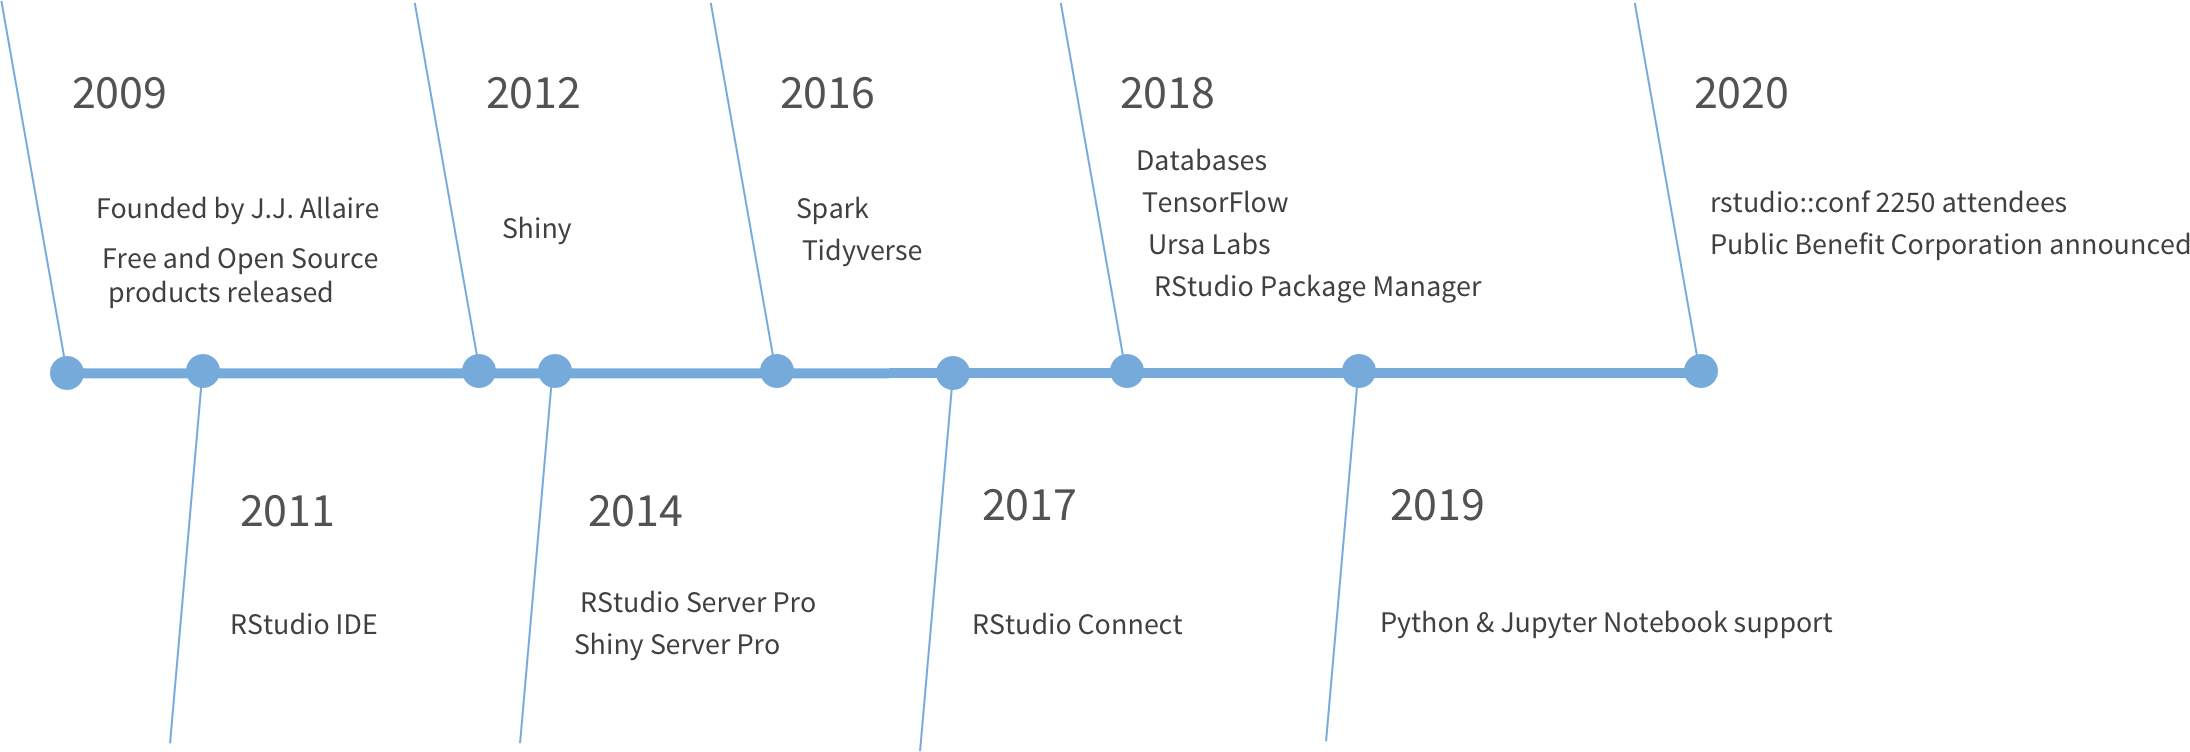 2009
Founded by J.J. Allaire
Free and Open Source
products released
2012
Shiny
2016
Spark
Tidyverse
2018
Databases
TensorFlow
Ursa Labs
RStudio Package Manager
2020
rstudio::conf 2250 attendees
Public Benefit Corporation announced
2011
RStudio IDE
2014
RStudio Server Pro
Shiny Server Pro
2017
RStudio Connect
2019
Python & Jupyter Notebook support